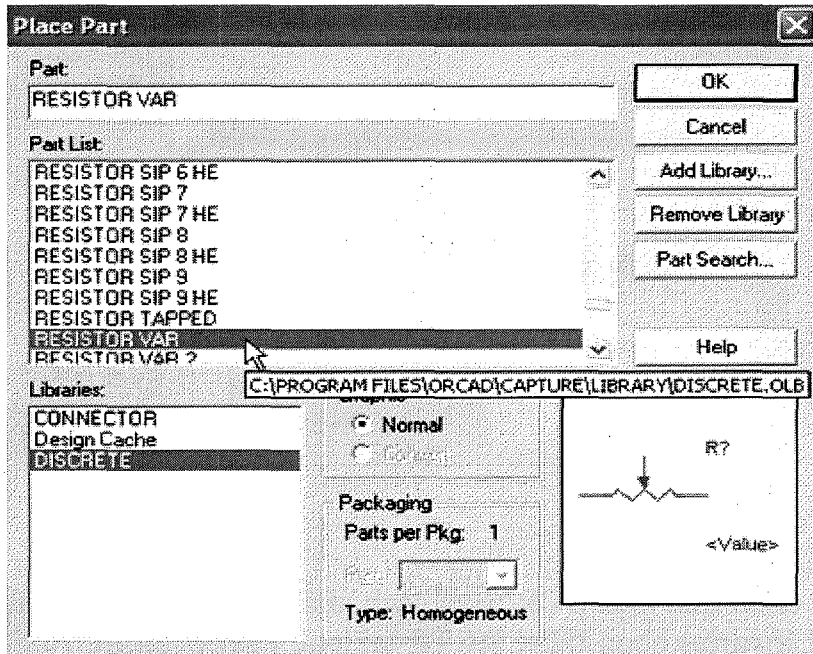 Place Part
Part:
RESISTOR VAR
OK
Cancel
Part List:
RESISTOR SIP 6 HE
RESISTOR SIP 7
RESISTOR SIP 7 HE
RESISTOR SIP 8
RESISTOR SIP 8 HE
RESISTOR SIP 9
RESISTOR SIP 9 HE
RESISTOR TAPPED
RESISTOR VAR
RESISTOR VAR 2
Add Library...
Remove Library
Part Search...
Help
C:\PROGRAM FILES\ORCAD\CAPTURE\LIBRARY\DISCRETE.OLB
Libraries:
CONNECTOR
Design Cache
DISCRETE
Graphic
Normal
Convert
Packaging
Parts per Pkg: 1
Part:
Type: Homogeneous
R?
<Value>